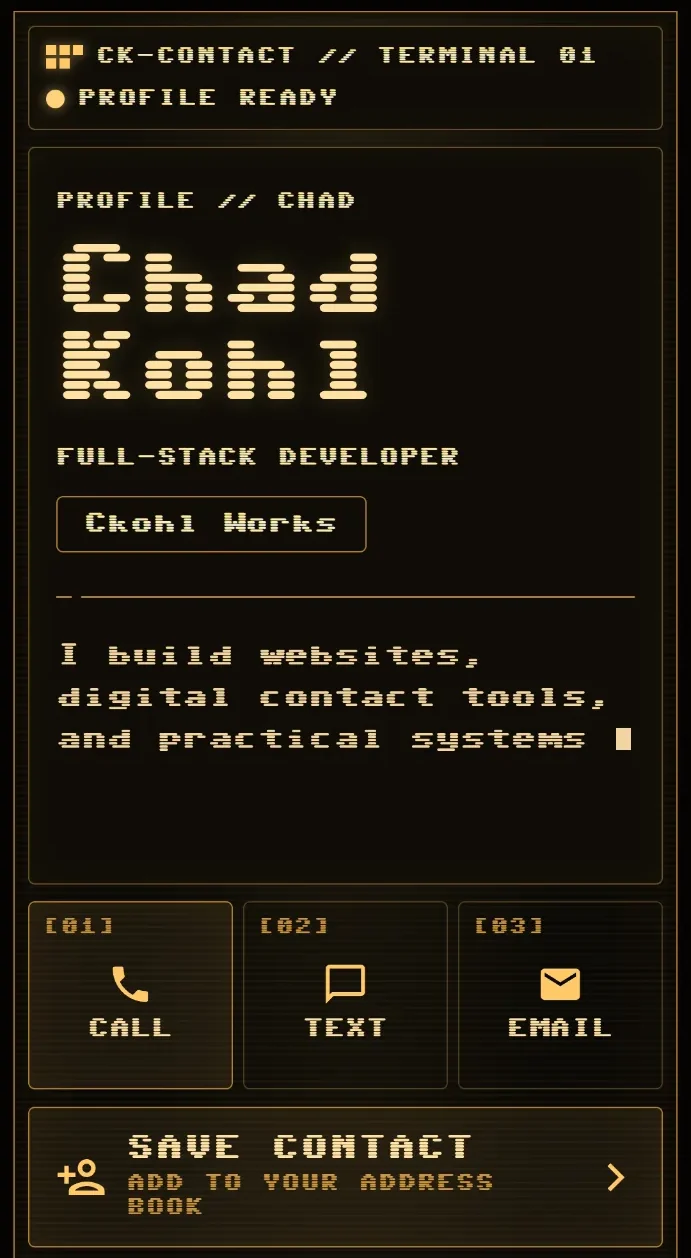 CK-CONTACT // TERMINAL 01
PROFILE READY
PROFILE // CHAD
Chad
Kohl
FULL-STACK DEVELOPER
Ckohl Works
I build websites,
digital contact tools,
and practical systems
[01]
[02]
[03]
CALL
TEXT
EMAIL
SAVE CONTACT
ADD TO YOUR ADDRESS
BOOK